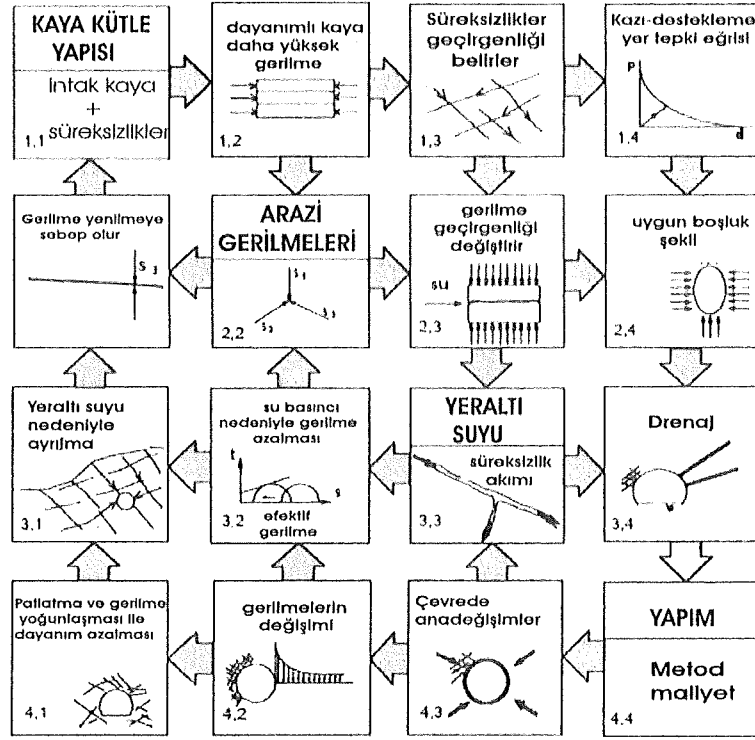 KAYA KÜTLE
YAPISI
İntak kaya
+
süreksizlikler
1,1
dayanımlı kaya
daha yüksek
gerilme
1,2
Süreksizlikler
geçirgenliği
belirler
1,3
Kazı-destekleme
yer tepki eğrisi
P
d
1,4
Gerilme yenilmeye
sebep olur
S3
ARAZİ
GERİLMELERİ
S1
S2
S3
2,2
gerilme
geçirgenliği
değiştirir
su
2,3
uygun boşluk
şekli
2,4
Yeraltı suyu
nedeniyle
ayrılma
3,1
su basıncı
nedeniyle gerilme
azalması
t
s
efektif
gerilme
3,2
YERALTI
SUYU
süreksizlik
akımı
3,3
Drenaj
3,4
Patlatma ve gerilme
yoğunlaşması ile
dayanım azalması
4,1
gerilmelerin
değişimi
4,2
Çevrede
anadeğişimler
4,3
YAPIM
Metod
maliyet
4.4